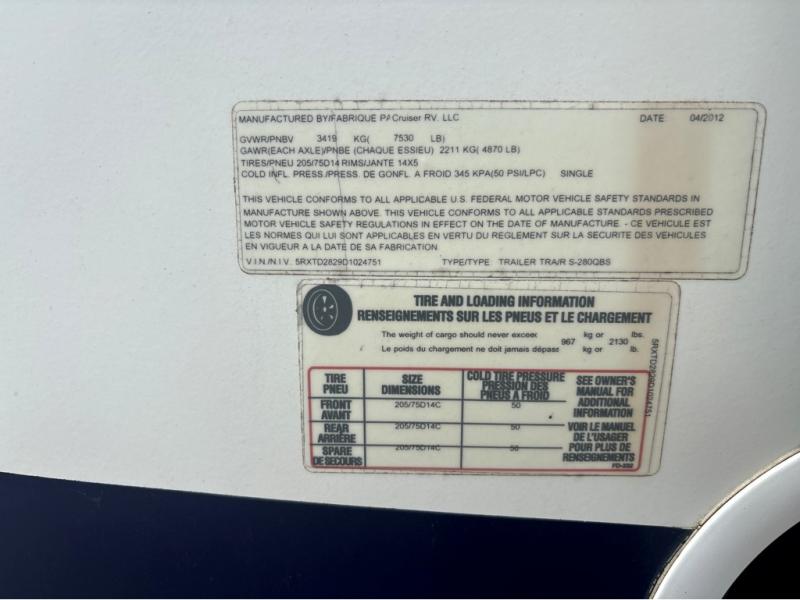 MANUFACTURED BY/FABRIQUE PA Cruiser RV. LLC DATE 04/2012
GVWR/PNBV 3419 KG( 7530 LB)
GAWR(EACH AXLE)/PNBE (CHAQUE ESSIEU) 2211 KG( 4870 LB)
TIRES/PNEU 205/75D14 RIMS/JANTE 14X5
COLD INFL. PRESS./PRESS. DE GONFL. A FROID 345 KPA(50 PSI/LPC) SINGLE
THIS VEHICLE CONFORMS TO ALL APPLICABLE U.S. FEDERAL MOTOR VEHICLE SAFETY STANDARDS IN
MANUFACTURE SHOWN ABOVE. THIS VEHICLE CONFORMS TO ALL APPLICABLE STANDARDS PRESCRIBED
MOTOR VEHICLE SAFETY REGULATIONS IN EFFECT ON THE DATE OF MANUFACTURE. - CE VEHICULE EST
LES NORMES QUI LUI SONT APPLICABLES EN VERTU DU REGLEMENT SUR LA SECURITE DES VEHICULES
EN VIGUEUR A LA DATE DE SA FABRICATION
V.I.N./N.I.V. 5RXTD2829D1024751 TYPE/TYPE: TRAILER TRA/R S-280QBS
TIRE AND LOADING INFORMATION
RENSEIGNEMENTS SUR LES PNEUS ET LE CHARGEMENT
The weight of cargo should never exceed 967 kg or 2130 lbs.
Le poids du chargement ne doit jamais dépass kg or lb.
TIRE PNEU SIZE DIMENSIONS COLD TIRE PRESSURE PRESSION DES PNEUS A FROID
FRONT AVANT 205/75D14C 50
REAR ARRIÈRE 205/75D14C 50
SPARE DE SECOURS 205/75D14C 50
SEE OWNER'S
MANUAL FOR
ADDITIONAL
INFORMATION
VOIR LE MANUEL
DE L'USAGER
POUR PLUS DE
RENSEIGNEMENTS
5RXTD2829D1024751